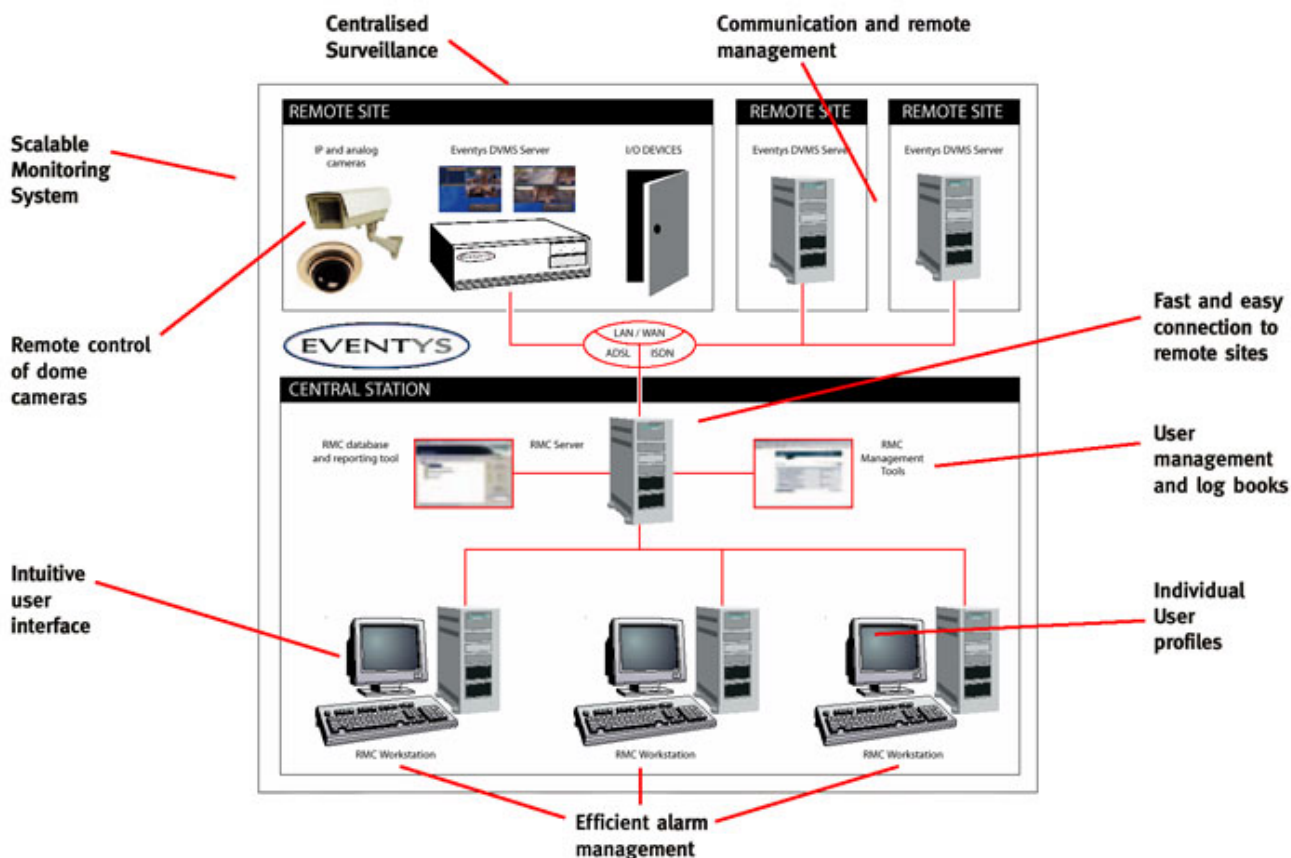 Centralised
Surveillance
Communication and remote
management
Scalable
Monitoring
System
REMOTE SITE
REMOTE SITE
REMOTE SITE
IP and analog
cameras
Eventys DVMS Server
I/O DEVICES
Eventys DVMS Server
Eventys DVMS Server
EVENTYS
Remote control
of dome
cameras
EVENTYS
LAN / WAN
ADSL
ISDN
Fast and easy
connection to
remote sites
CENTRAL STATION
RMC database
and reporting tool
RMC Server
RMC
Management
Tools
User
management
and log books
Intuitive
user
interface
Individual
User
profiles
RMC Workstation
RMC Workstation
RMC Workstation
Efficient alarm
management